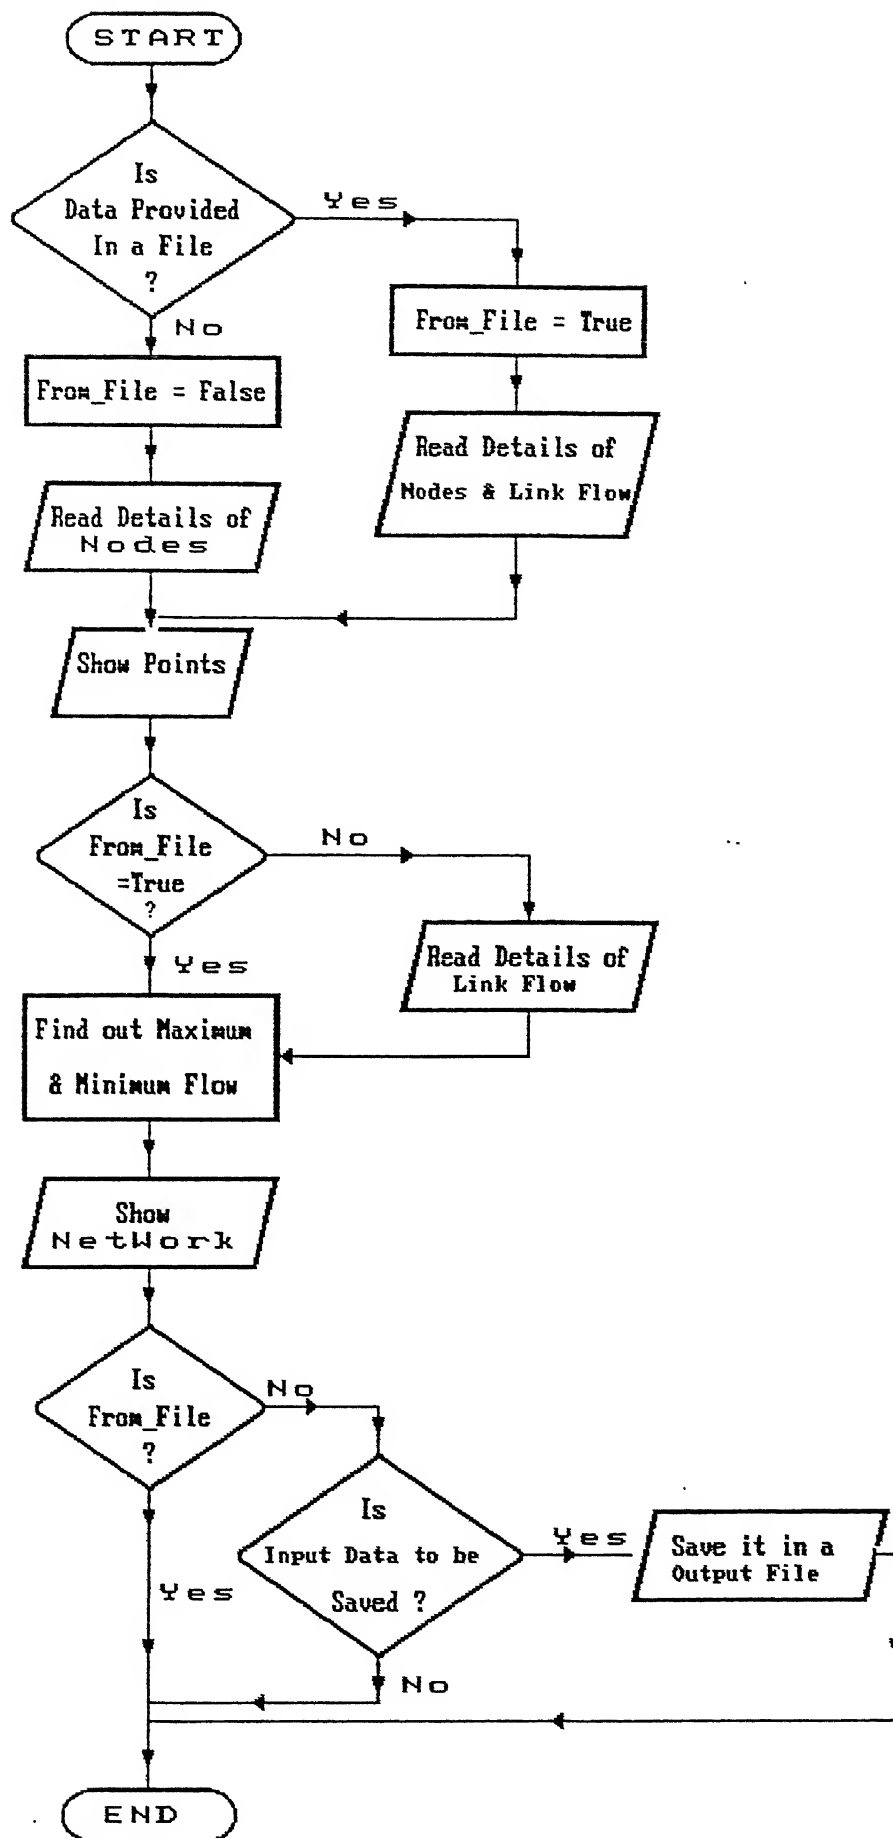 START
Is
Data Provided
In a File
?
Yes
No
From_File = True
From_File = False
Read Details of
Nodes & Link Flow
Read Details of
Nodes
Show Points
Is
From_File
=True
?
No
Yes
Read Details of
Link Flow
Find out Maximum
& Minimum Flow
Show
NetWork
Is
From_File
?
No
Yes
Is
Input Data to be
Saved ?
Yes
No
Save it in a
Output File
END